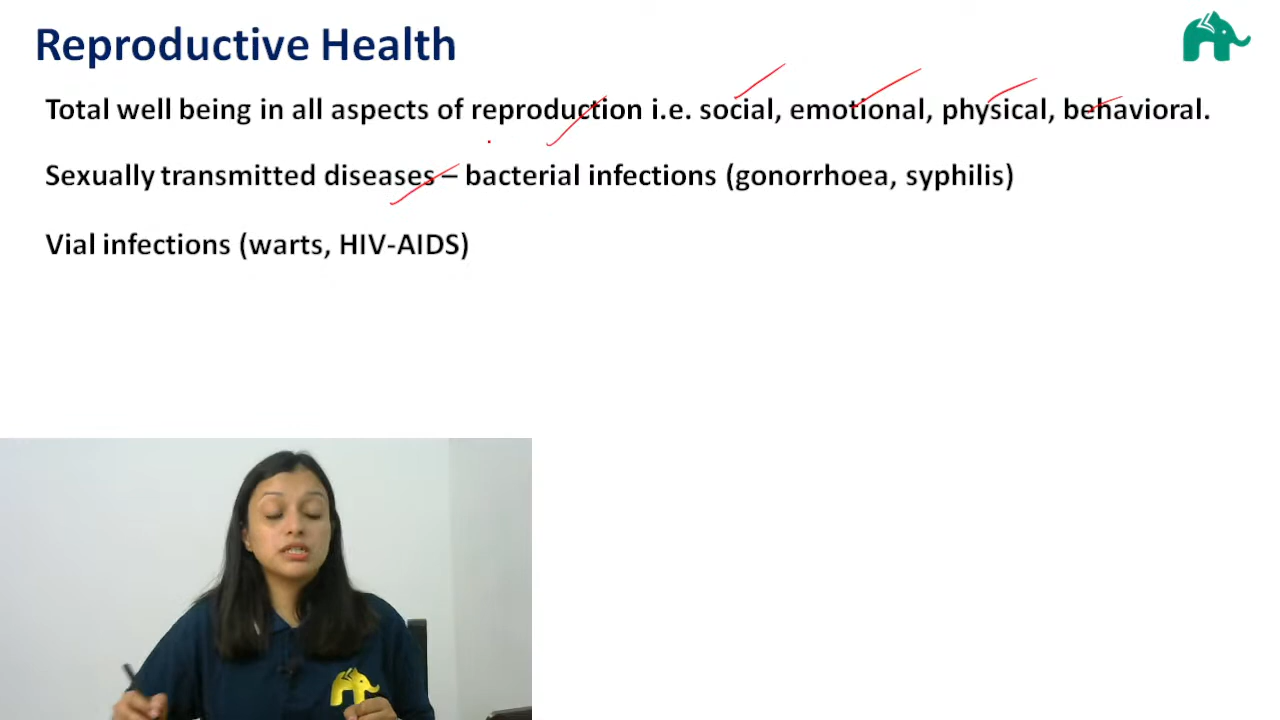 Reproductive Health
Total well being in all aspects of reproduction i.e. social, emotional, physical, behavioral.
Sexually transmitted diseases – bacterial infections (gonorrhoea, syphilis)
Vial infections (warts, HIV-AIDS)